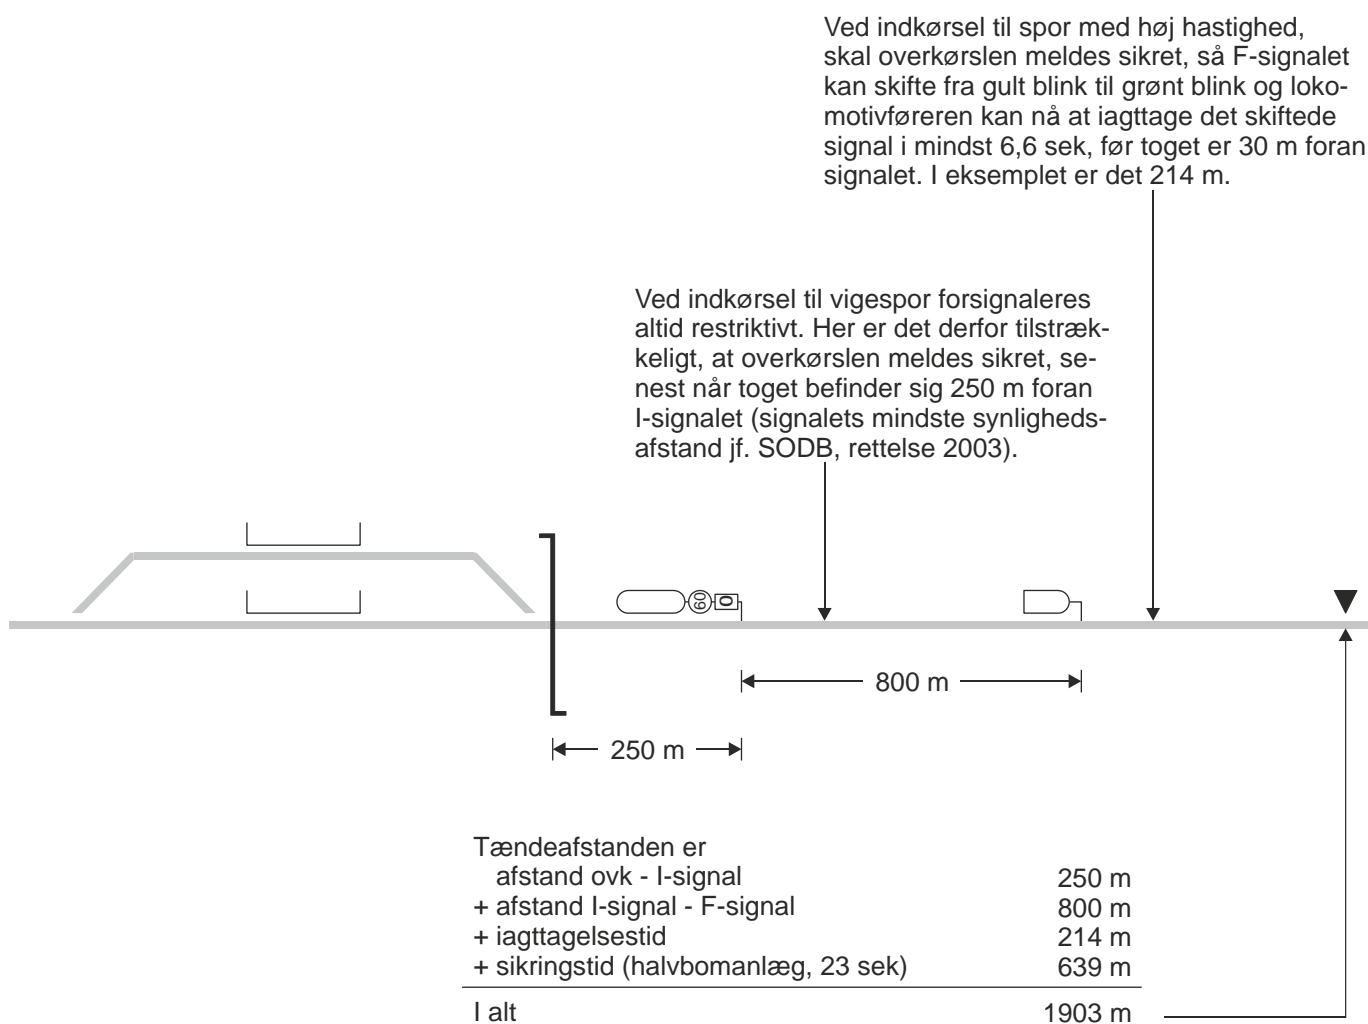 Ved indkørsel til spor med høj hastighed,
skal overkørslen meldes sikret, så F-signalet
kan skifte fra gult blink til grønt blink og loko-
motivføreren kan nå at iagttage det skiftede
signal i mindst 6,6 sek, før toget er 30 m foran
signalet. I eksemplet er det 214 m.
Ved indkørsel til vigespor forsignaleres
altid restriktivt. Her er det derfor tilstræk-
keligt, at overkørslen meldes sikret, se-
nest når toget befinder sig 250 m foran
I-signalet (signalets mindste synligheds-
afstand jf. SODB, rettelse 2003).
60 0
800 m
250 m
Tændeafstanden er
afstand ovk - I-signal 250 m
+ afstand I-signal - F-signal 800 m
+ iagttagelsestid 214 m
+ sikringstid (halvbomanlæg, 23 sek) 639 m
I alt 1903 m